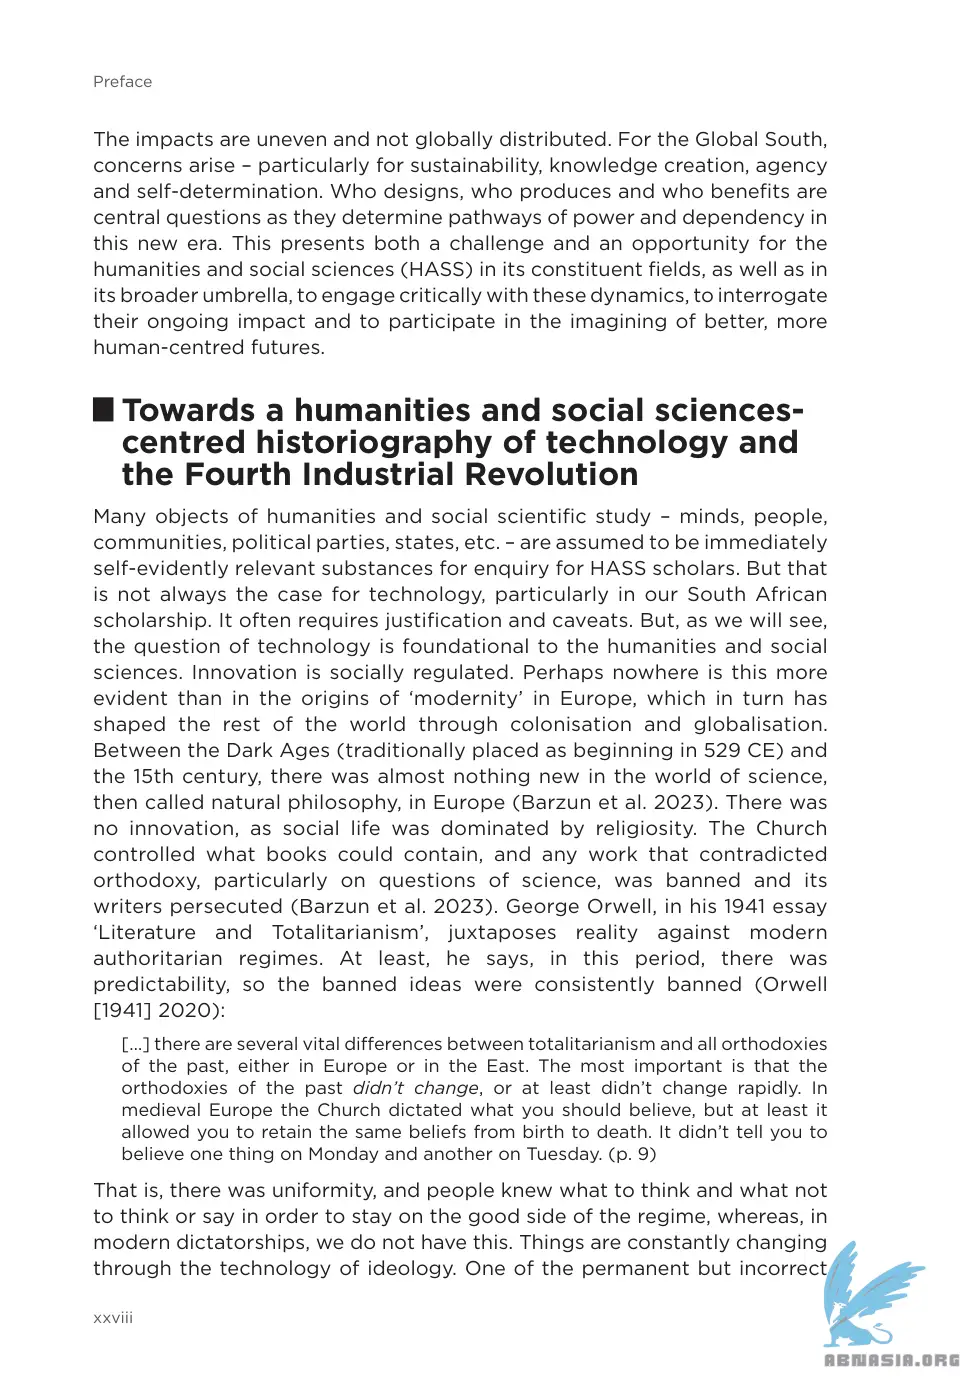 Preface
The impacts are uneven and not globally distributed. For the Global South,
concerns arise – particularly for sustainability, knowledge creation, agency
and self-determination. Who designs, who produces and who benefits are
central questions as they determine pathways of power and dependency in
this new era. This presents both a challenge and an opportunity for the
humanities and social sciences (HASS) in its constituent fields, as well as in
its broader umbrella, to engage critically with these dynamics, to interrogate
their ongoing impact and to participate in the imagining of better, more
human-centred futures.
Towards a humanities and social sciences-
centred historiography of technology and
the Fourth Industrial Revolution
Many objects of humanities and social scientific study – minds, people,
communities, political parties, states, etc. – are assumed to be immediately
self-evidently relevant substances for enquiry for HASS scholars. But that
is not always the case for technology, particularly in our South African
scholarship. It often requires justification and caveats. But, as we will see,
the question of technology is foundational to the humanities and social
sciences. Innovation is socially regulated. Perhaps nowhere is this more
evident than in the origins of ‘modernity’ in Europe, which in turn has
shaped the rest of the world through colonisation and globalisation.
Between the Dark Ages (traditionally placed as beginning in 529 CE) and
the 15th century, there was almost nothing new in the world of science,
then called natural philosophy, in Europe (Barzun et al. 2023). There was
no innovation, as social life was dominated by religiosity. The Church
controlled what books could contain, and any work that contradicted
orthodoxy, particularly on questions of science, was banned and its
writers persecuted (Barzun et al. 2023). George Orwell, in his 1941 essay
‘Literature and Totalitarianism’, juxtaposes reality against modern
authoritarian regimes. At least, he says, in this period, there was
predictability, so the banned ideas were consistently banned (Orwell
[1941] 2020):
[…] there are several vital differences between totalitarianism and all orthodoxies
of the past, either in Europe or in the East. The most important is that the
orthodoxies of the past didn’t change, or at least didn’t change rapidly. In
medieval Europe the Church dictated what you should believe, but at least it
allowed you to retain the same beliefs from birth to death. It didn’t tell you to
believe one thing on Monday and another on Tuesday. (p. 9)
That is, there was uniformity, and people knew what to think and what not
to think or say in order to stay on the good side of the regime, whereas, in
modern dictatorships, we do not have this. Things are constantly changing
through the technology of ideology. One of the permanent but incorrect
xxviii
ABNASIA.ORG